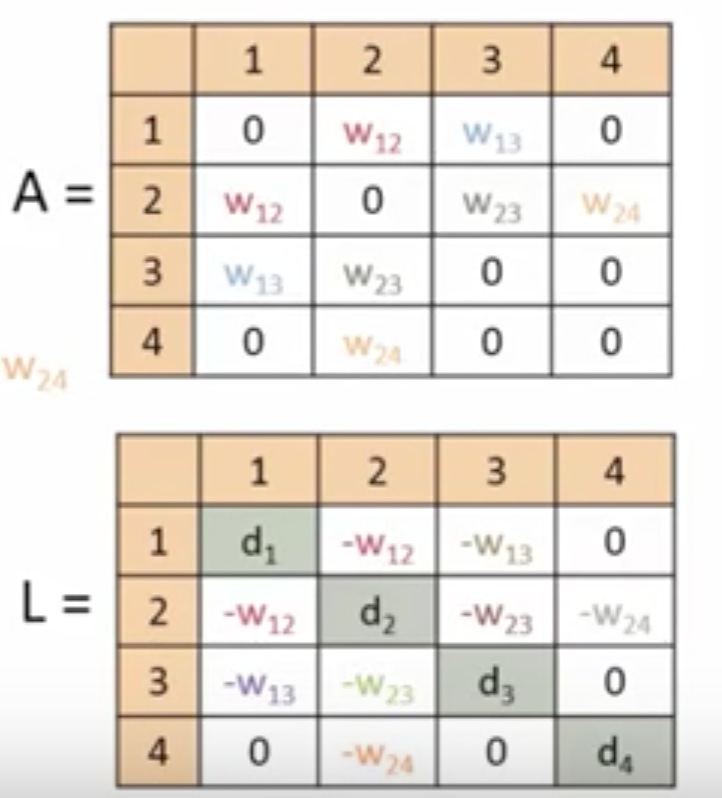 1 2 3 4
1 0 w₁₂ w₁₃ 0
A = 2 w₁₂ 0 w₂₃ w₂₄
3 w₁₃ w₂₃ 0 0
4 0 w₂₄ 0 0
w₂₄
1 2 3 4
1 d₁ -w₁₂ -w₁₃ 0
L = 2 -w₁₂ d₂ -w₂₃ -w₂₄
3 -w₁₃ -w₂₃ d₃ 0
4 0 -w₂₄ 0 d₄